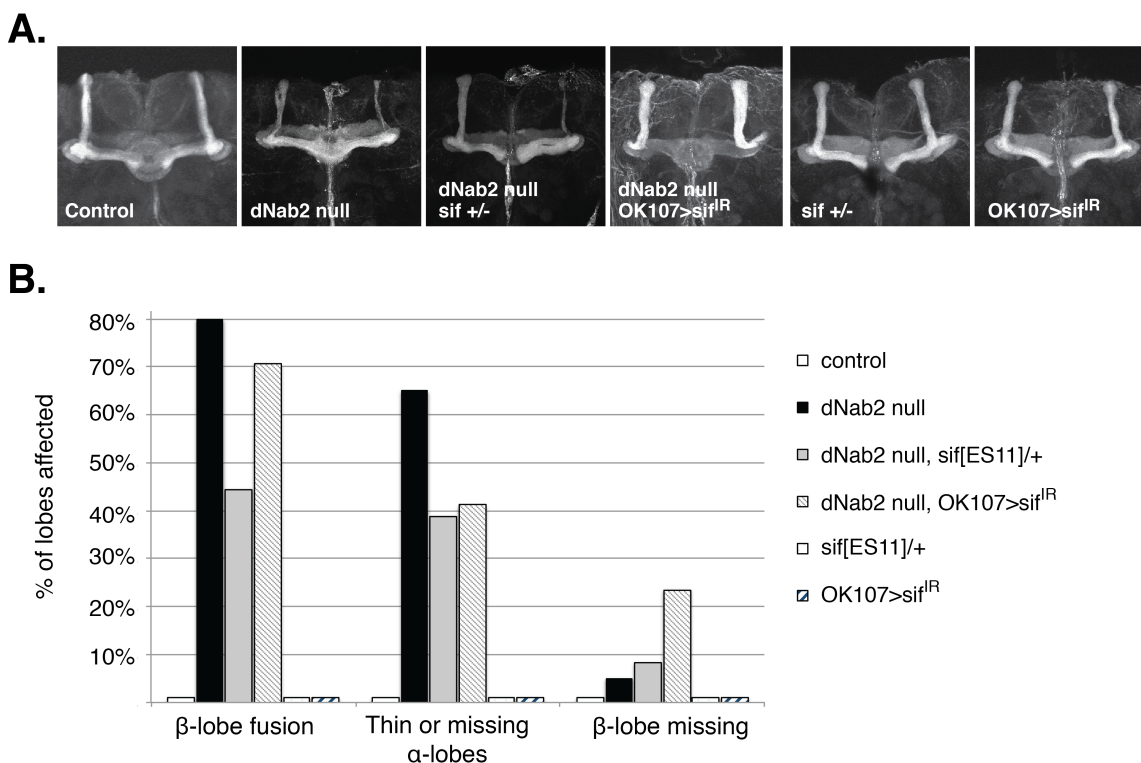 A.
Control
dNab2 null
dNab2 null
sif +/-
dNab2 null
OK107>sifIR
sif +/-
OK107>sifIR
B.
% of lobes affected
80%
70%
60%
50%
40%
30%
20%
10%
β-lobe fusion
Thin or missing
α-lobes
β-lobe missing
control
dNab2 null
dNab2 null, sif[ES11]/+
dNab2 null, OK107>sifIR
sif[ES11]/+
OK107>sifIR